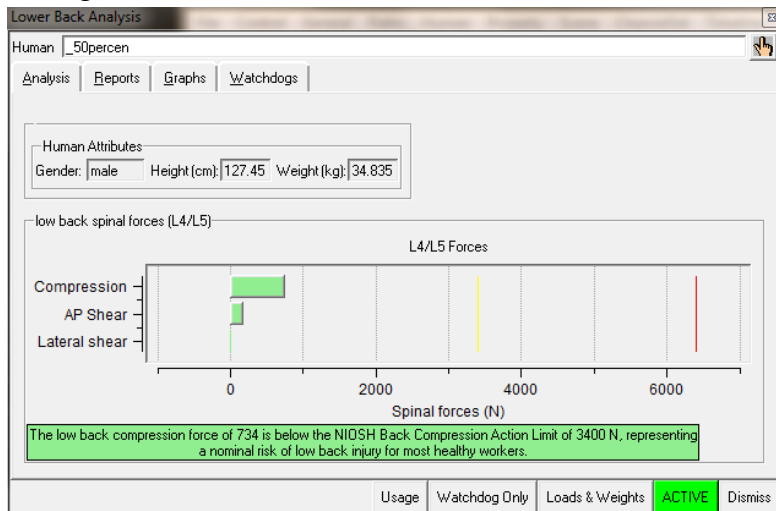 Lower Back Analysis
Human _50percen
Analysis Reports Graphs Watchdogs
Human Attributes
Gender: male Height (cm): 127.45 Weight (kg): 34.835
low back spinal forces (L4/L5)
L4/L5 Forces
Compression
AP Shear
Lateral shear
0 2000 4000 6000
Spinal forces (N)
The low back compression force of 734 is below the NIOSH Back Compression Action Limit of 3400 N, representing
a nominal risk of low back injury for most healthy workers.
Usage Watchdog Only Loads & Weights ACTIVE Dismiss